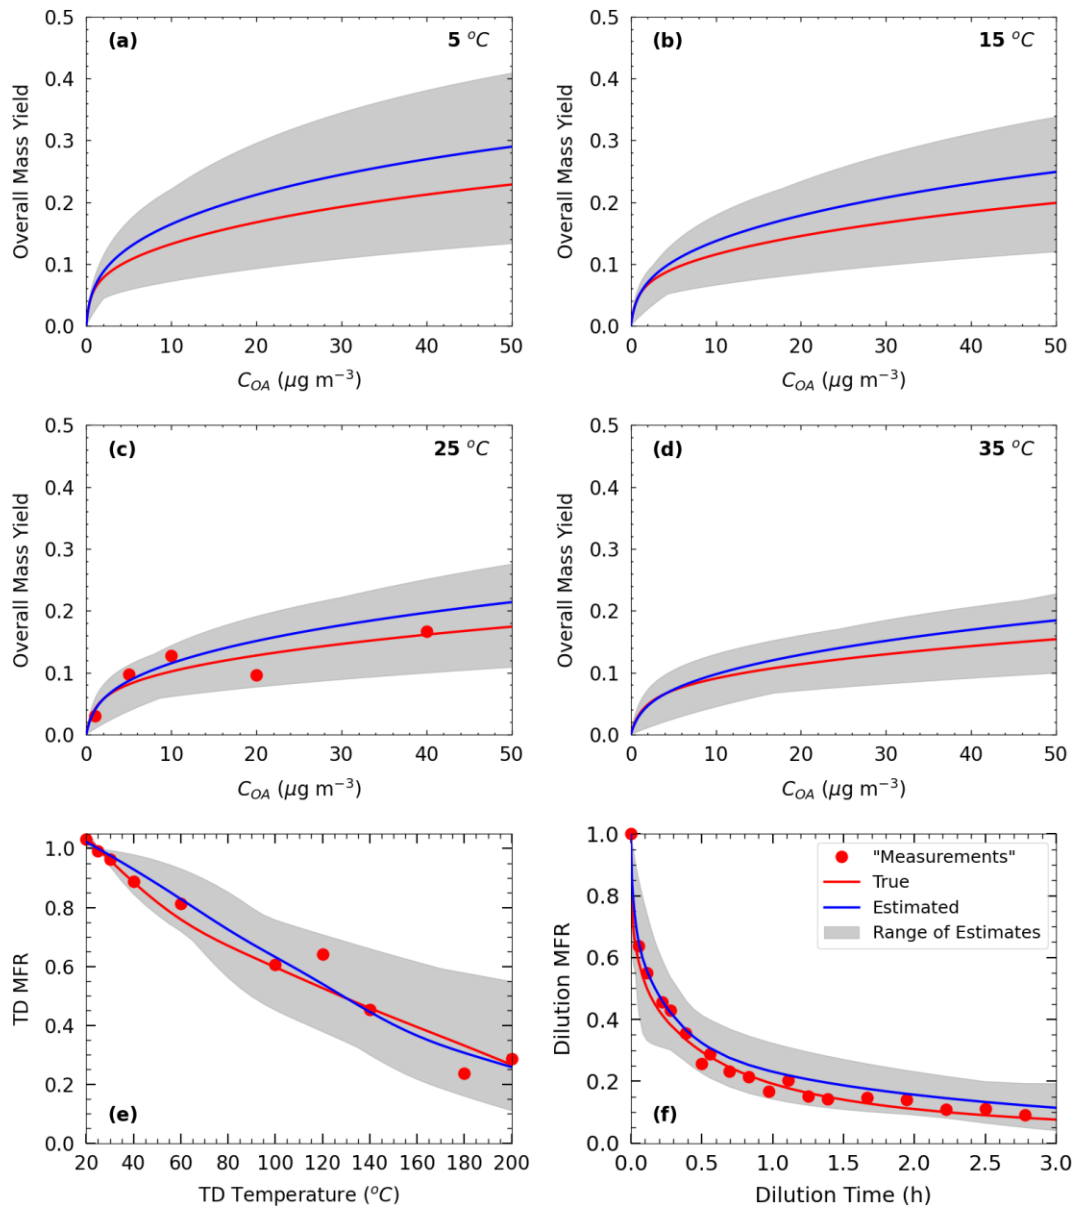 (a) 5 °C
Overall Mass Yield
0.5
0.4
0.3
0.2
0.1
0.0
0 10 20 30 40 50
C_OA (μg m⁻³)
(b) 15 °C
Overall Mass Yield
0.5
0.4
0.3
0.2
0.1
0.0
0 10 20 30 40 50
C_OA (μg m⁻³)
(c) 25 °C
Overall Mass Yield
0.5
0.4
0.3
0.2
0.1
0.0
0 10 20 30 40 50
C_OA (μg m⁻³)
(d) 35 °C
Overall Mass Yield
0.5
0.4
0.3
0.2
0.1
0.0
0 10 20 30 40 50
C_OA (μg m⁻³)
TD MFR
1.0
0.8
0.6
0.4
0.2
0.0
(e)
20 40 60 80 100 120 140 160 180 200
TD Temperature (°C)
Dilution MFR
1.0
0.8
0.6
0.4
0.2
0.0
"Measurements"
True
Estimated
Range of Estimates
(f)
0.0 0.5 1.0 1.5 2.0 2.5 3.0
Dilution Time (h)